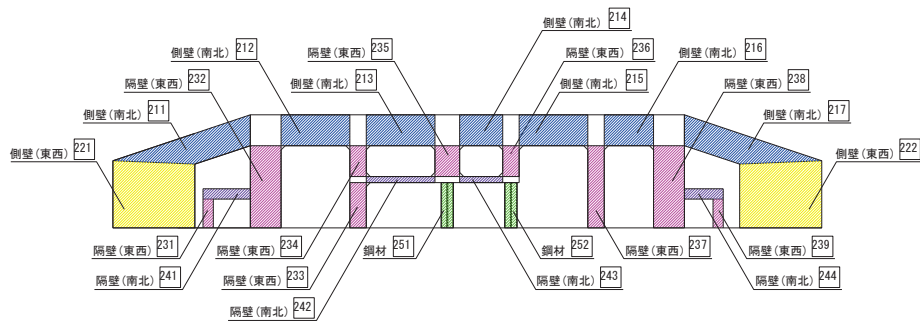 側壁(南北) 214
側壁(南北) 212
隔壁(東西) 235
隔壁(東西) 236
側壁(南北) 216
隔壁(東西) 232
側壁(南北) 213
側壁(南北) 215
隔壁(東西) 238
側壁(南北) 211
側壁(南北) 217
側壁(東西) 221
側壁(東西) 222
隔壁(東西) 231
隔壁(東西) 234
鋼材 251
鋼材 252
隔壁(東西) 237
隔壁(東西) 239
隔壁(南北) 241
隔壁(東西) 233
隔壁(南北) 243
隔壁(南北) 244
隔壁(南北) 242